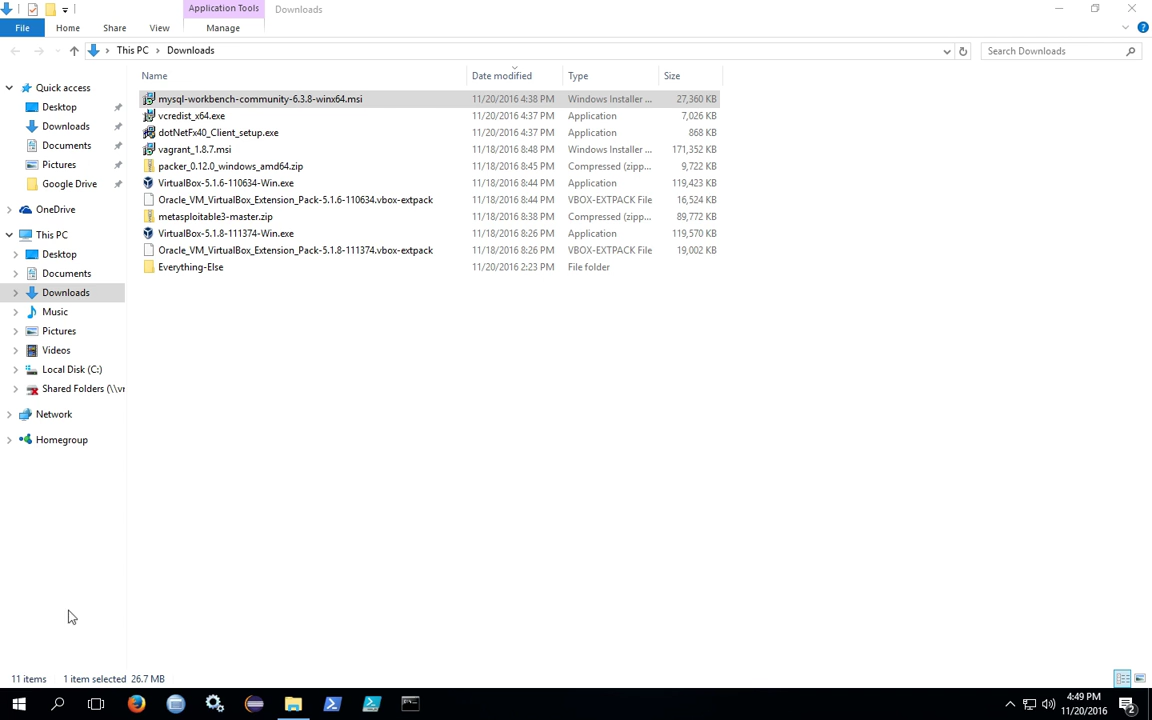 Application Tools Downloads
File Home Share View Manage
This PC Downloads Search Downloads
Name Date modified Type Size
Quick access
Desktop
Downloads
Documents
Pictures
Google Drive
OneDrive
This PC
Desktop
Documents
Downloads
Music
Pictures
Videos
Local Disk (C:)
Shared Folders (\\vr
Network
Homegroup
mysql-workbench-community-6.3.8-winx64.msi 11/20/2016 4:38 PM Windows Installer ... 27,360 KB
vcredist_x64.exe 11/20/2016 4:37 PM Application 7,026 KB
dotNetFx40_Client_setup.exe 11/20/2016 4:37 PM Application 868 KB
vagrant_1.8.7.msi 11/18/2016 8:48 PM Windows Installer ... 171,352 KB
packer_0.12.0_windows_amd64.zip 11/18/2016 8:45 PM Compressed (zipp... 9,722 KB
VirtualBox-5.1.6-110634-Win.exe 11/18/2016 8:44 PM Application 119,423 KB
Oracle_VM_VirtualBox_Extension_Pack-5.1.6-110634.vbox-extpack 11/18/2016 8:44 PM VBOX-EXTPACK File 16,524 KB
metasploitable3-master.zip 11/18/2016 8:38 PM Compressed (zipp... 89,772 KB
VirtualBox-5.1.8-111374-Win.exe 11/18/2016 8:26 PM Application 119,570 KB
Oracle_VM_VirtualBox_Extension_Pack-5.1.8-111374.vbox-extpack 11/18/2016 8:26 PM VBOX-EXTPACK File 19,002 KB
Everything-Else 11/20/2016 2:23 PM File folder
11 items 1 item selected 26.7 MB
4:49 PM
11/20/2016
2